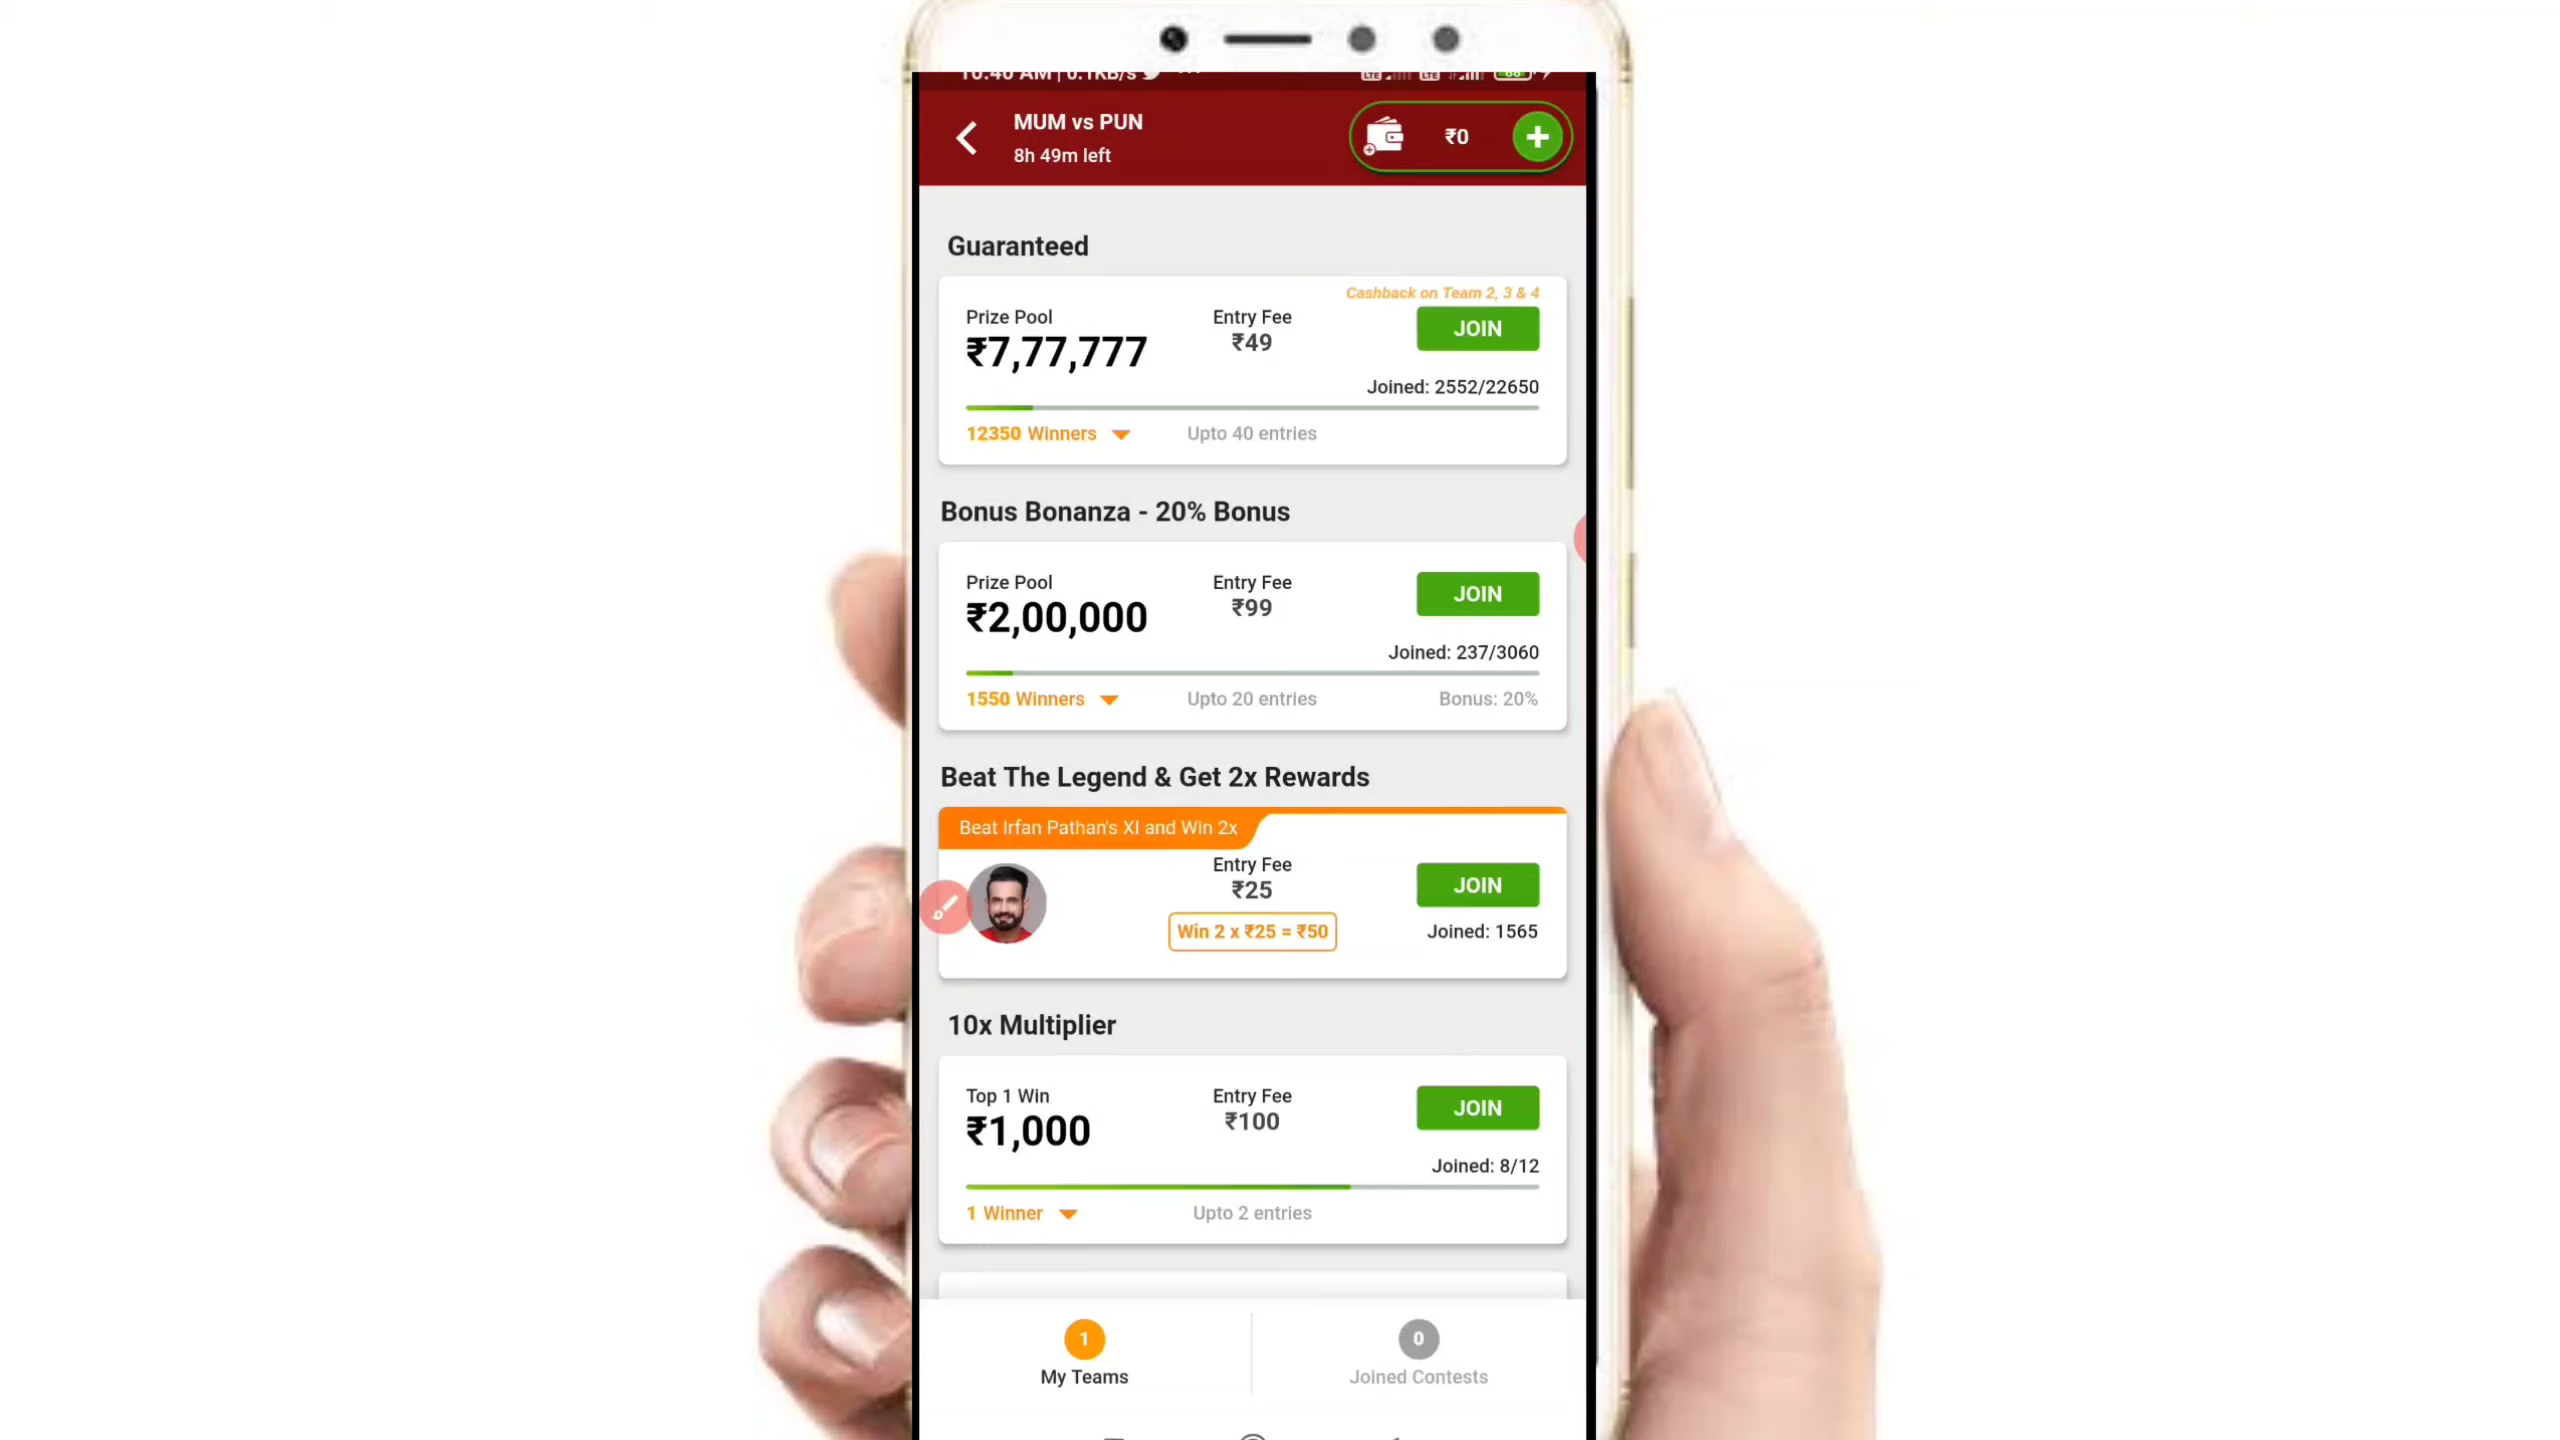 10:40 AM | 0.1KB/s
MUM vs PUN
8h 49m left
₹0
Guaranteed
Cashback on Team 2, 3 & 4
Prize Pool
Entry Fee
JOIN
₹7,77,777
₹49
Joined: 2552/22650
12350 Winners
Upto 40 entries
Bonus Bonanza - 20% Bonus
Prize Pool
Entry Fee
JOIN
₹2,00,000
₹99
Joined: 237/3060
1550 Winners
Upto 20 entries
Bonus: 20%
Beat The Legend & Get 2x Rewards
Beat Irfan Pathan's XI and Win 2x
Entry Fee
₹25
JOIN
Win 2 x ₹25 = ₹50
Joined: 1565
10x Multiplier
Top 1 Win
Entry Fee
JOIN
₹1,000
₹100
Joined: 8/12
1 Winner
Upto 2 entries
1
My Teams
0
Joined Contests